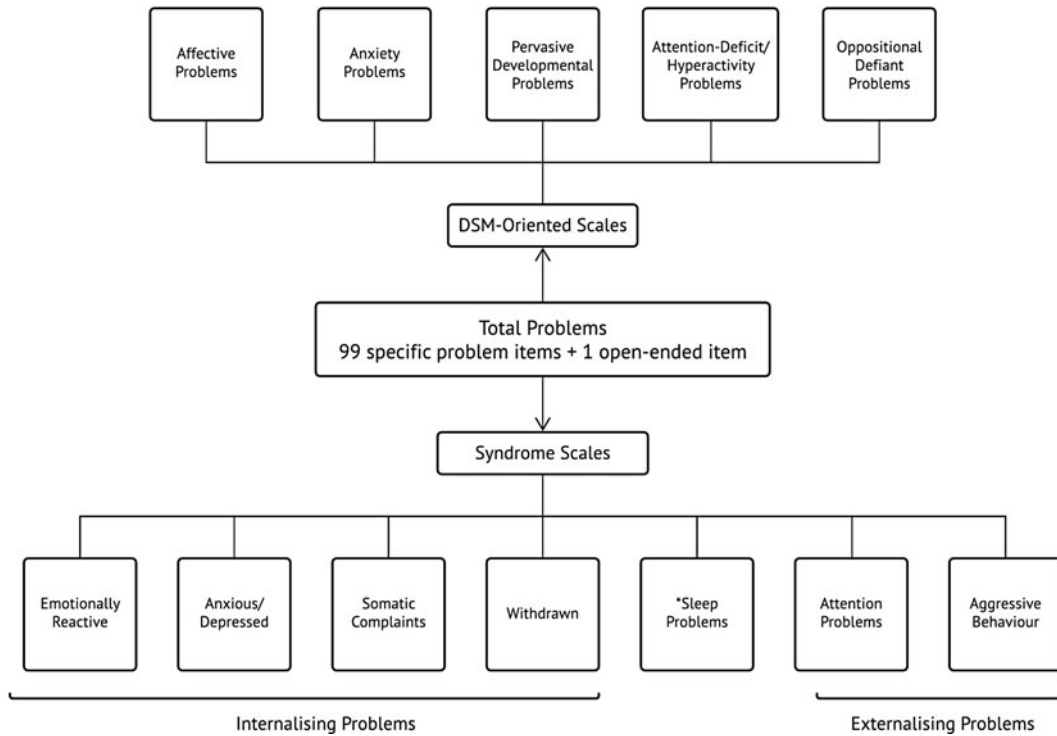 Affective
Problems
Anxiety
Problems
Pervasive
Developmental
Problems
Attention-Deficit/
Hyperactivity
Problems
Oppositional
Defiant
Problems
DSM-Oriented Scales
Total Problems
99 specific problem items + 1 open-ended item
Syndrome Scales
Emotionally
Reactive
Anxious/
Depressed
Somatic
Complaints
Withdrawn
*Sleep
Problems
Attention
Problems
Aggressive
Behaviour
Internalising Problems
Externalising Problems